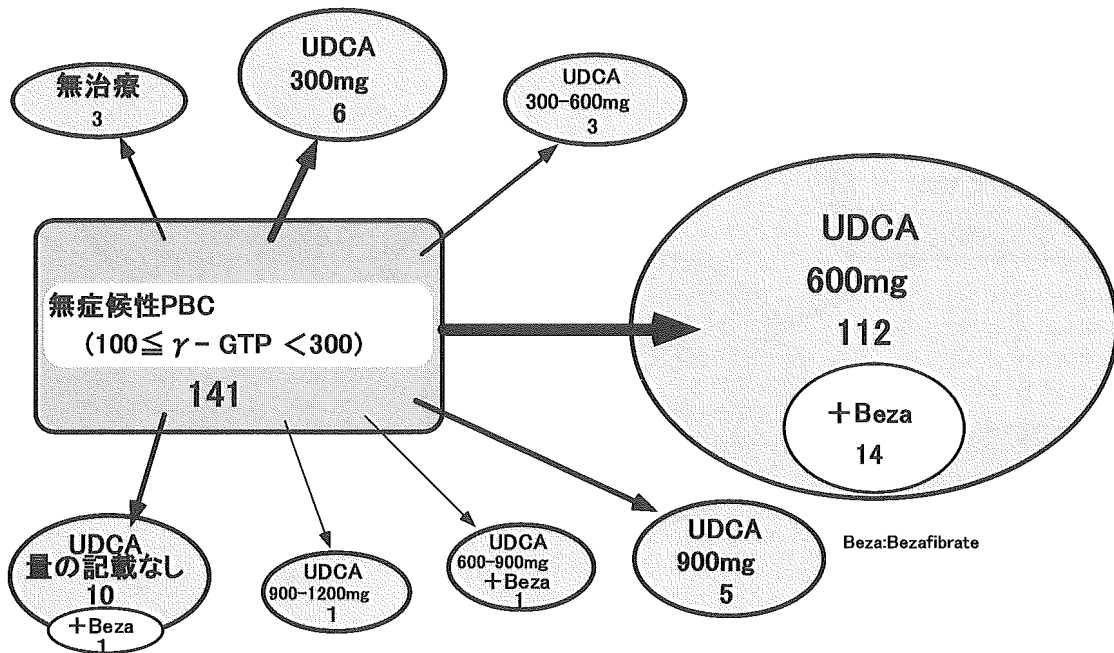 無治療
3
UDCA
300mg
6
UDCA
300-600mg
3
無症候性PBC
(100≦ γ- GTP <300)
141
UDCA
600mg
112
+Beza
14
UDCA
量の記載なし
10
+Beza
1
UDCA
900-1200mg
1
UDCA
600-900mg
+Beza
1
UDCA
900mg
5
Beza:Bezafibrate